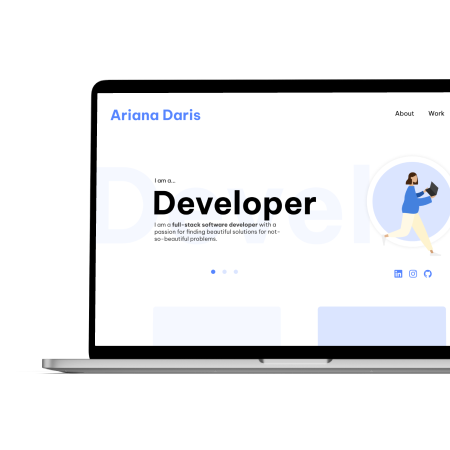 Ariana Daris
About Work
I am a...
Developer
I am a full-stack software developer with a
passion for finding beautiful solutions for not-
so-beautiful problems.